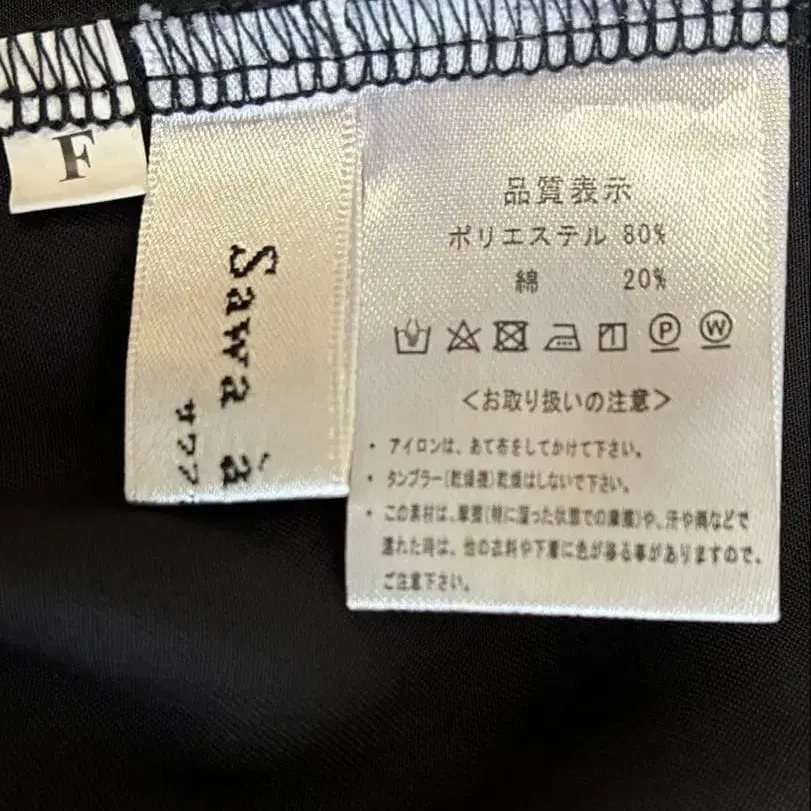 F
Sawa à
サワア
品質表示
ポリエステル 80%
綿 20%
P W
<お取り扱いの注意>
・アイロンは、あて布をしてかけて下さい。
・タンブラー(乾燥機)乾燥はしないで下さい。
・この素材は、摩擦(特に湿った状態での摩擦)や、汗や雨などで
濡れた時は、他の衣料や下着に色が移る事がありますので、
ご注意下さい。